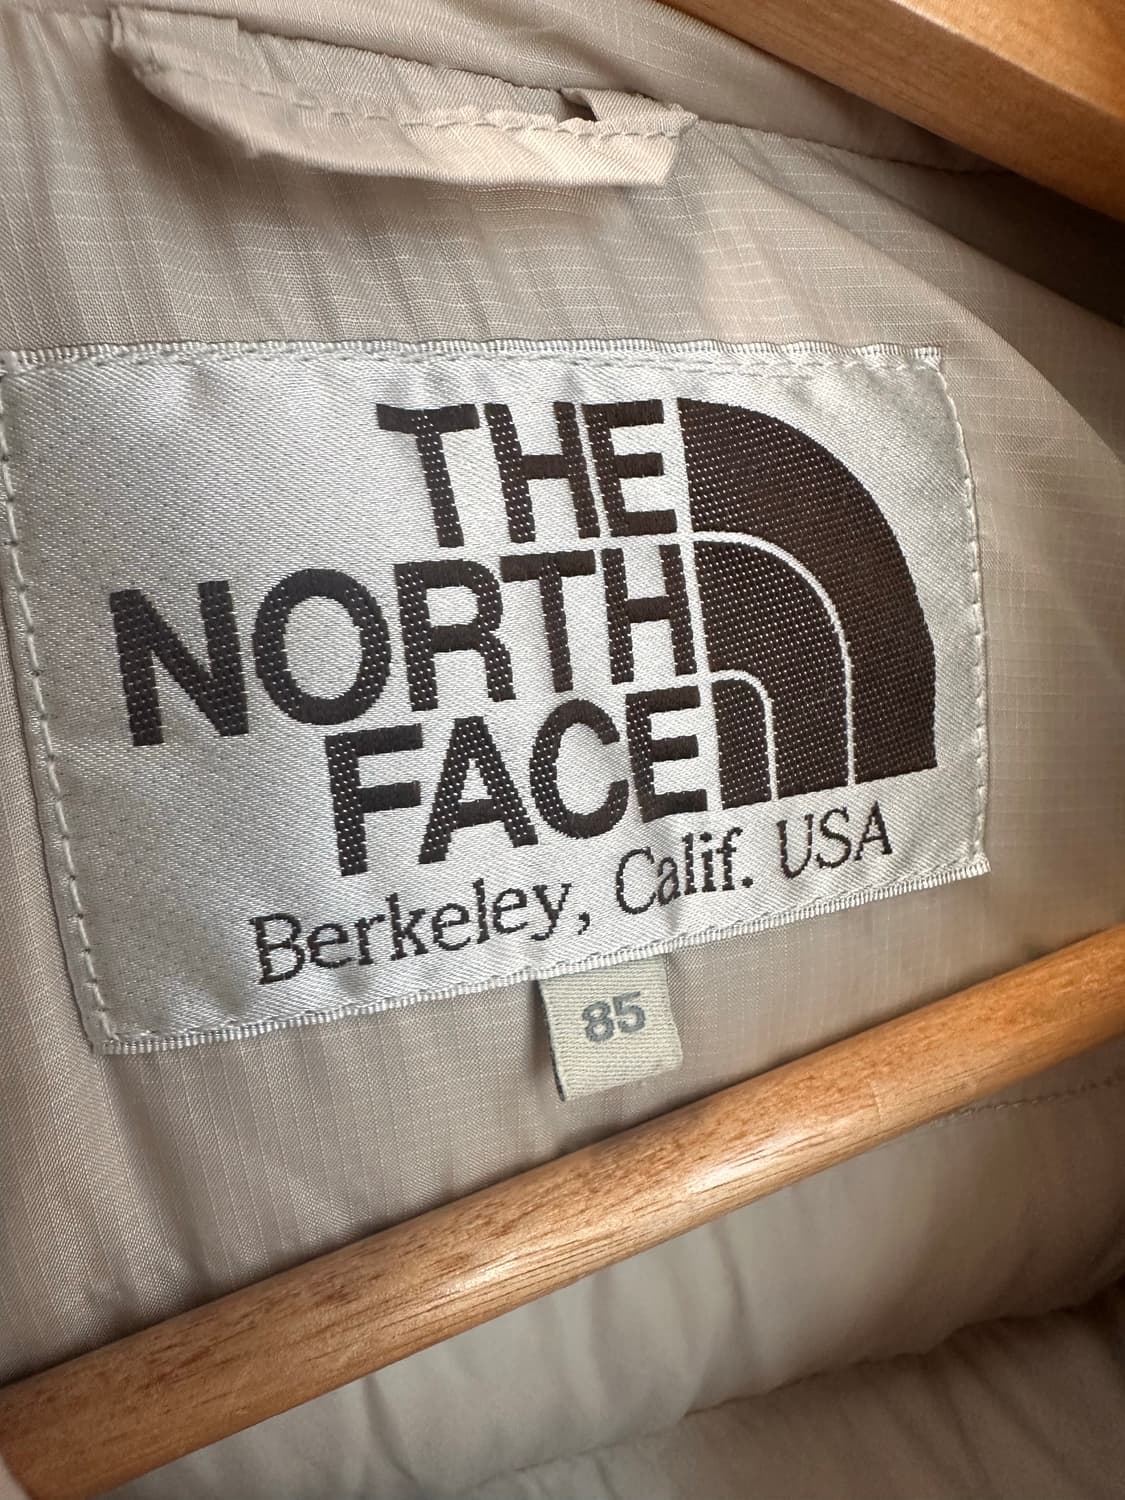 THE
NORTH
FACE
Berkeley, Calif. USA
85